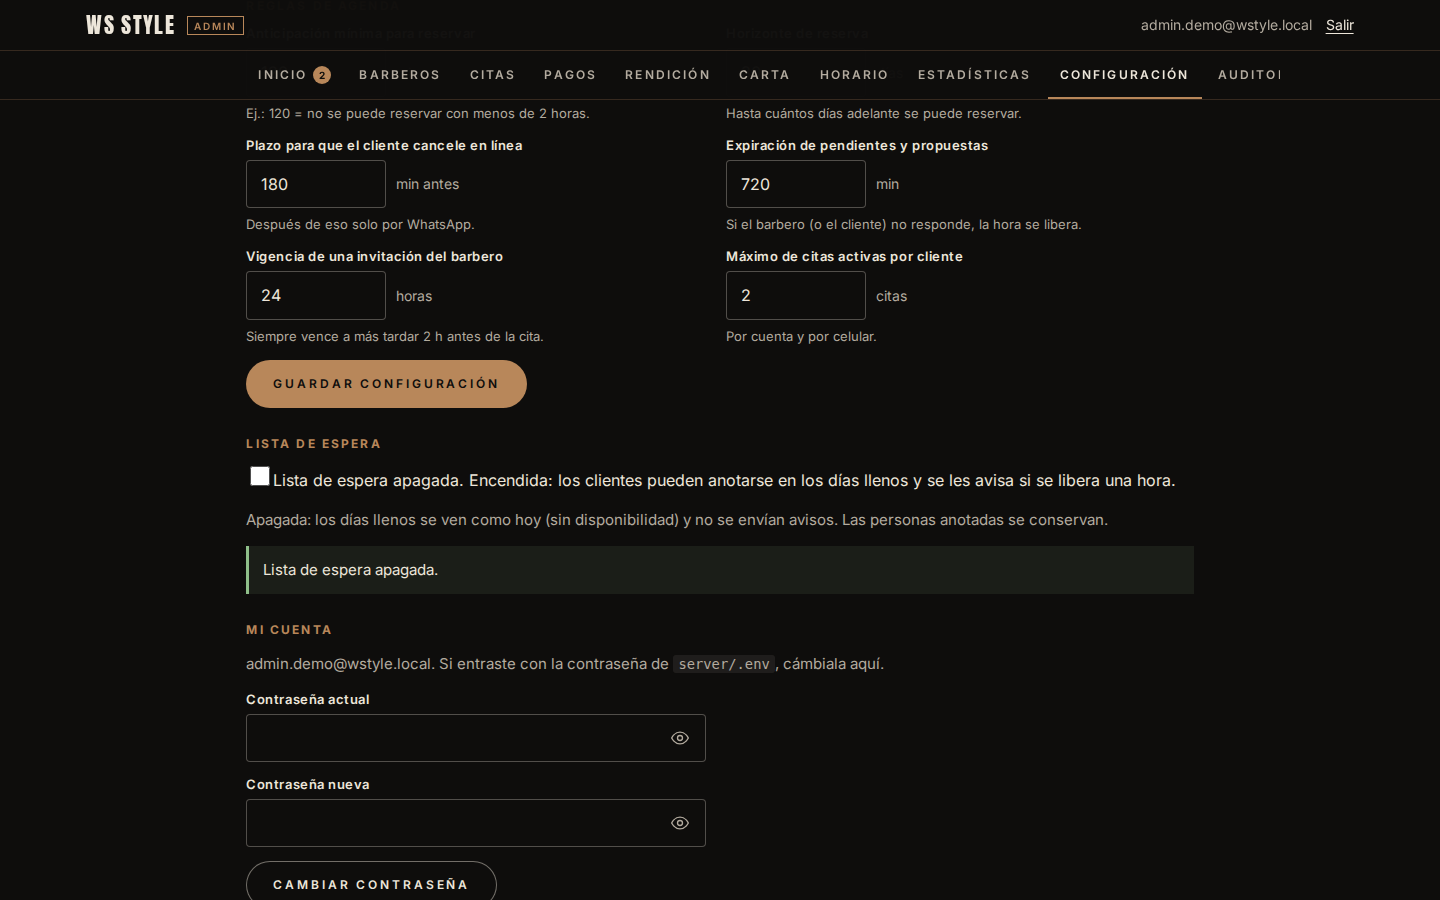 WS STYLE ADMIN
admin.demo@wstyle.local Salir
INICIO 2 BARBEROS CITAS PAGOS RENDICIÓN CARTA HORARIO ESTADÍSTICAS CONFIGURACIÓN
Ej.: 120 = no se puede reservar con menos de 2 horas.
Hasta cuántos días adelante se puede reservar.
Plazo para que el cliente cancele en línea
180 min antes
Después de eso solo por WhatsApp.
Expiración de pendientes y propuestas
720 min
Si el barbero (o el cliente) no responde, la hora se libera.
Vigencia de una invitación del barbero
24 horas
Siempre vence a más tardar 2 h antes de la cita.
Máximo de citas activas por cliente
2 citas
Por cuenta y por celular.
GUARDAR CONFIGURACIÓN
LISTA DE ESPERA
Lista de espera apagada. Encendida: los clientes pueden anotarse en los días llenos y se les avisa si se libera una hora.
Apagada: los días llenos se ven como hoy (sin disponibilidad) y no se envían avisos. Las personas anotadas se conservan.
Lista de espera apagada.
MI CUENTA
admin.demo@wstyle.local. Si entraste con la contraseña de server/.env, cámbiala aquí.
Contraseña actual
Contraseña nueva
CAMBIAR CONTRASEÑA